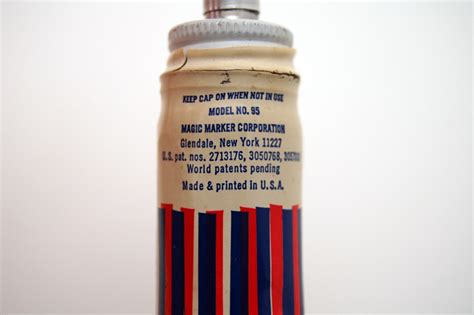 KEEP CAP ON WHEN NOT IN USE
MODEL NO. 95
MAGIC MARKER CORPORATION
Glendale, New York 11227
U.S. pat. nos. 2713176, 3050768,
World patents pending
Made & printed in U.S.A.